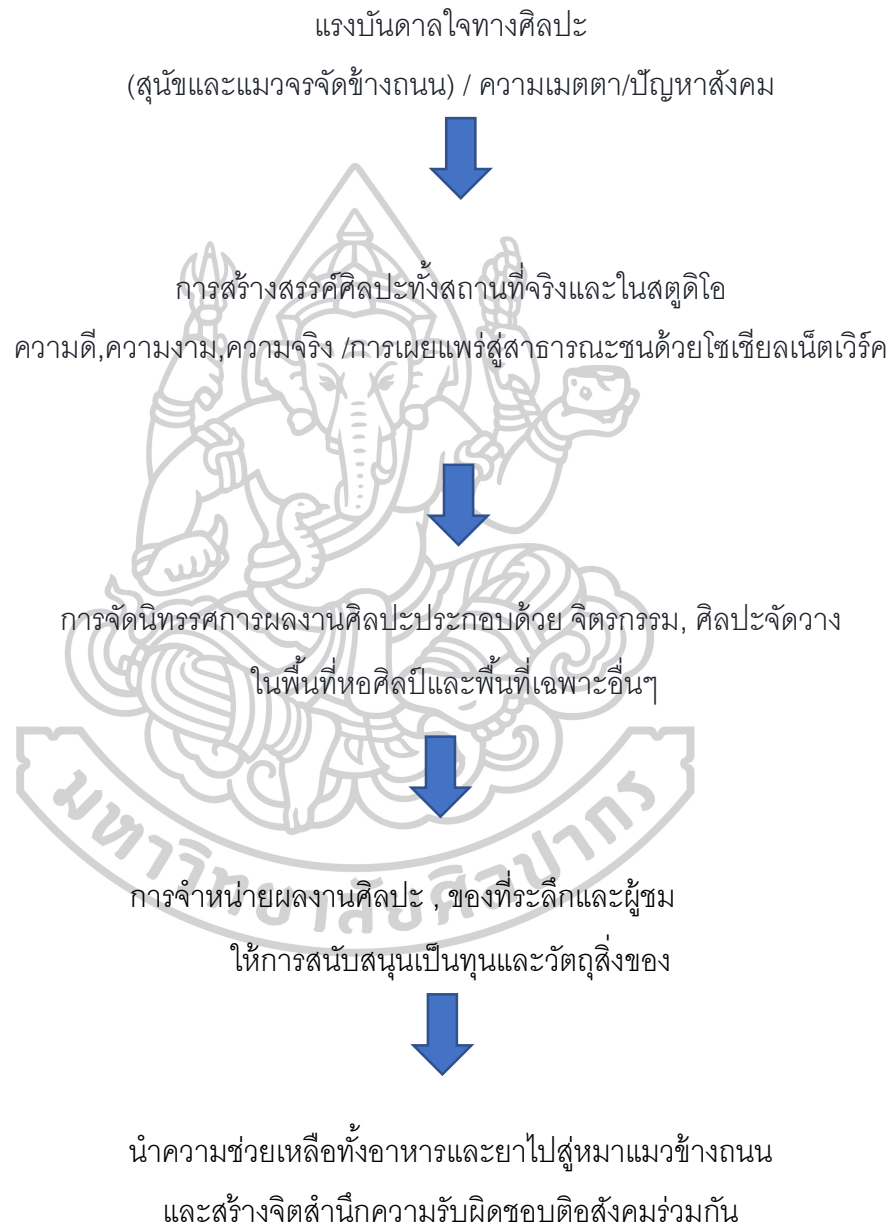 แรงบันดาลใจทางศิลปะ
(สุนัขและแมวจรจัดข้างถนน) / ความเมตตา/ปัญหาสังคม
การสร้างสรรค์ศิลปะทั้งสถานที่จริงและในสตูดิโอ
ความดี,ความงาม,ความจริง /การเผยแพร่สู่สาธารณะชนด้วยโซเชียลเน็ตเวิร์ค
การจัดนิทรรศการผลงานศิลปะประกอบด้วย จิตรกรรม, ศิลปะจัดวาง
ในพื้นที่หอศิลป์และพื้นที่เฉพาะอื่นๆ
มหาวิทยาลัยศิลปากร
การจำหน่ายผลงานศิลปะ , ของที่ระลึกและผู้ชม
ให้การสนับสนุนเป็นทุนและวัตถุสิ่งของ
นำความช่วยเหลือทั้งอาหารและยาไปสู่หมาแมวข้างถนน
และสร้างจิตสำนึกความรับผิดชอบติอสังคมร่วมกัน